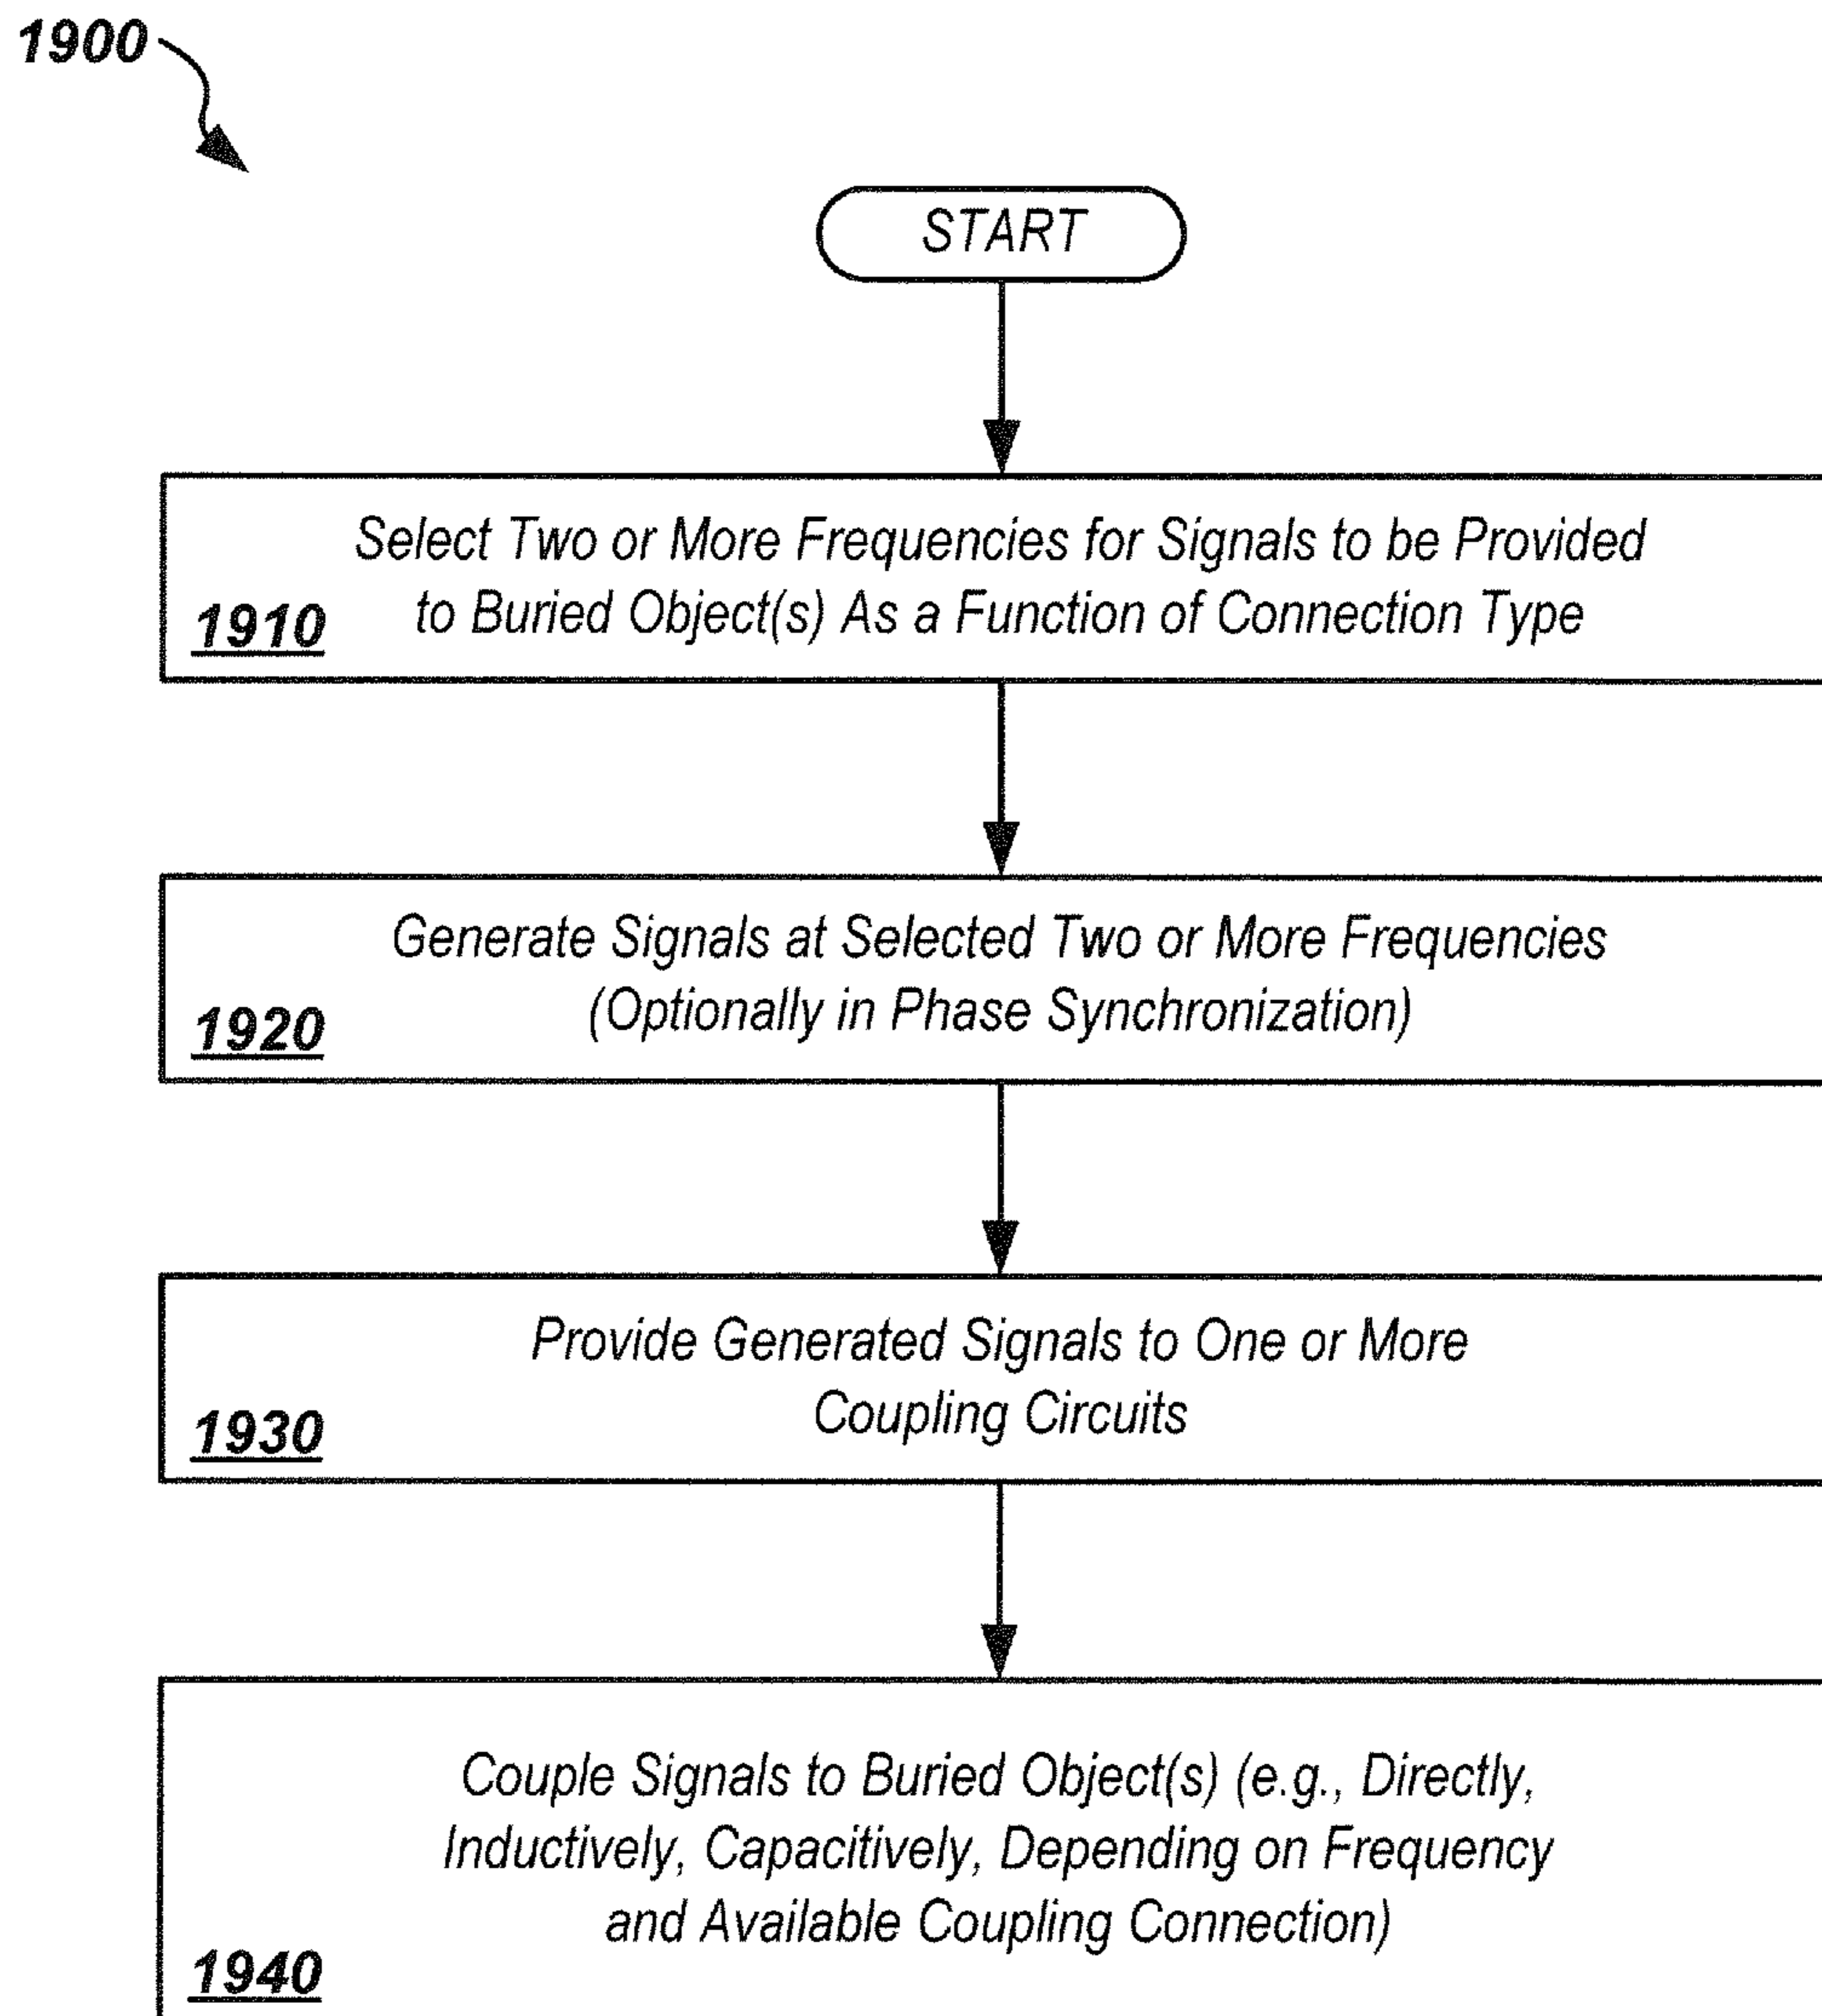 1900
START
Select Two or More Frequencies for Signals to be Provided
to Buried Object(s) As a Function of Connection Type
1910
Generate Signals at Selected Two or More Frequencies
(Optionally in Phase Synchronization)
1920
Provide Generated Signals to One or More
Coupling Circuits
1930
Couple Signals to Buried Object(s) (e.g., Directly,
Inductively, Capacitively, Depending on Frequency
and Available Coupling Connection)
1940